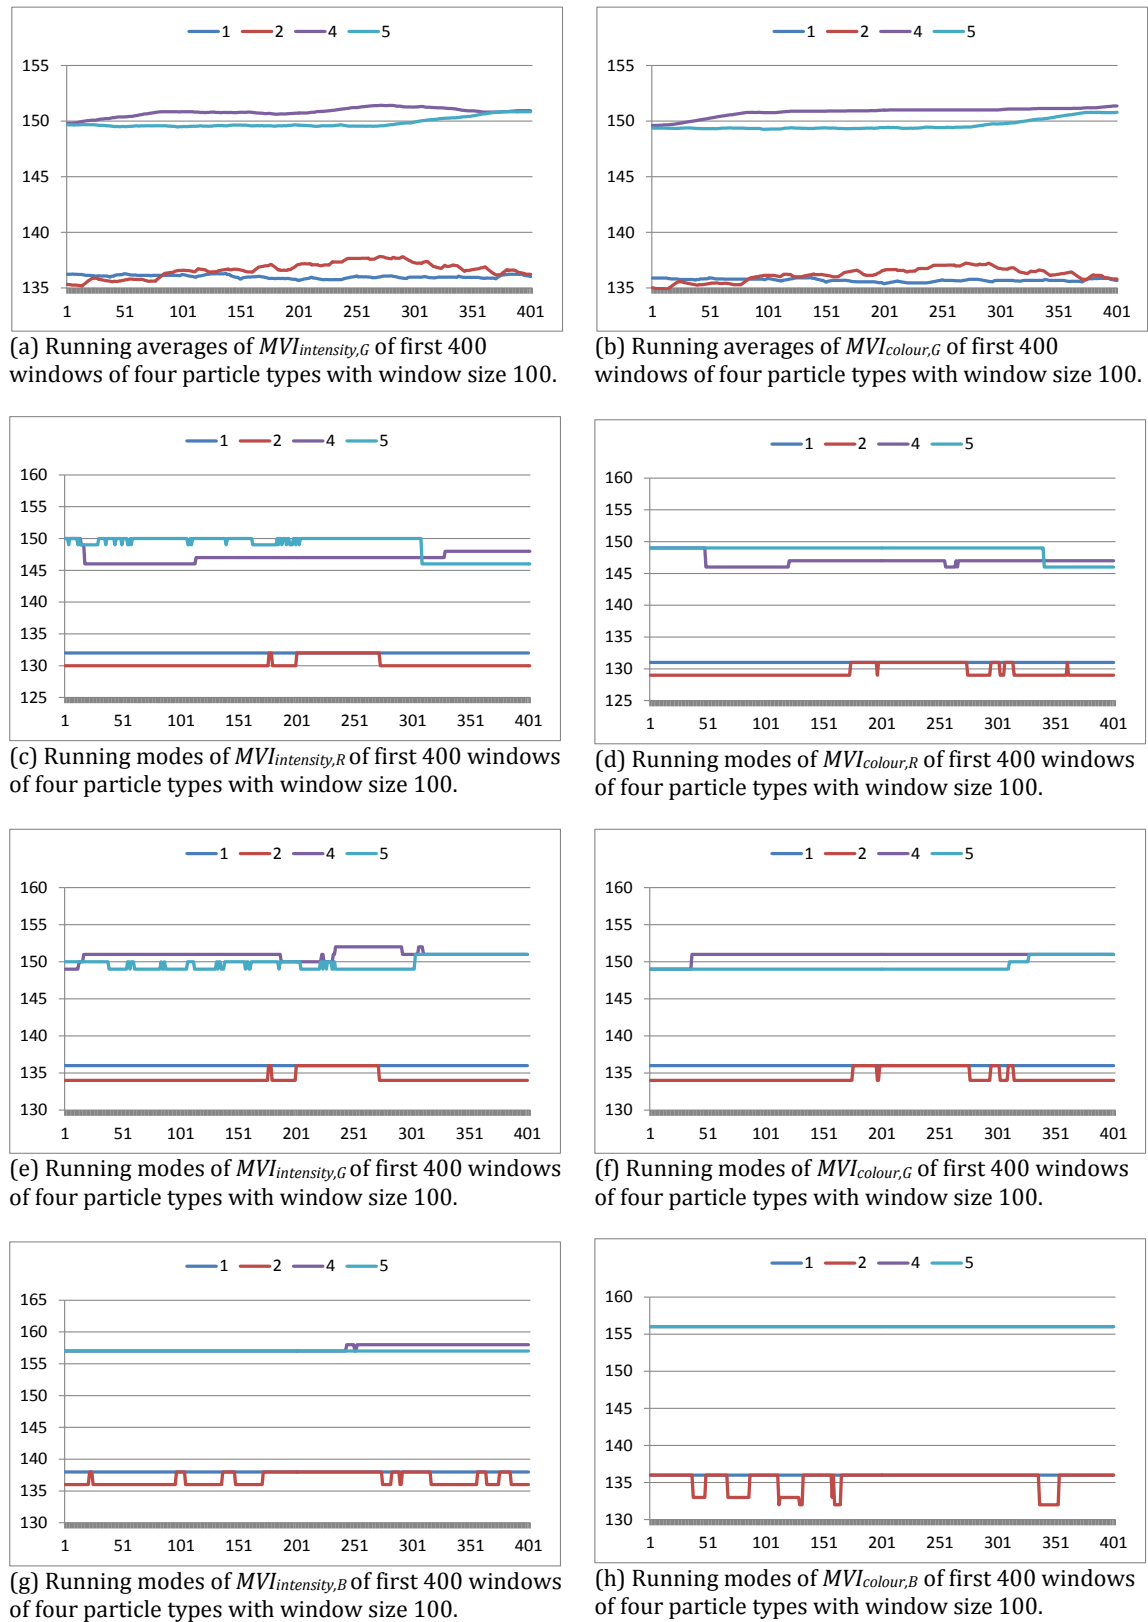 1 2 4 5
155
150
145
140
135
1 51 101 151 201 251 301 351 401
(a) Running averages of MVIintensity,G of first 400
windows of four particle types with window size 100.
1 2 4 5
155
150
145
140
135
1 51 101 151 201 251 301 351 401
(b) Running averages of MVIcolour,G of first 400
windows of four particle types with window size 100.
1 2 4 5
160
155
150
145
140
135
130
125
1 51 101 151 201 251 301 351 401
(c) Running modes of MVIintensity,R of first 400 windows
of four particle types with window size 100.
1 2 4 5
160
155
150
145
140
135
130
125
1 51 101 151 201 251 301 351 401
(d) Running modes of MVIcolour,R of first 400 windows
of four particle types with window size 100.
1 2 4 5
160
155
150
145
140
135
130
1 51 101 151 201 251 301 351 401
(e) Running modes of MVIintensity,G of first 400 windows
of four particle types with window size 100.
1 2 4 5
160
155
150
145
140
135
130
1 51 101 151 201 251 301 351 401
(f) Running modes of MVIcolour,G of first 400 windows
of four particle types with window size 100.
1 2 4 5
165
160
155
150
145
140
135
130
1 51 101 151 201 251 301 351 401
(g) Running modes of MVIintensity,B of first 400 windows
of four particle types with window size 100.
1 2 4 5
160
155
150
145
140
135
130
1 51 101 151 201 251 301 351 401
(h) Running modes of MVIcolour,B of first 400 windows
of four particle types with window size 100.